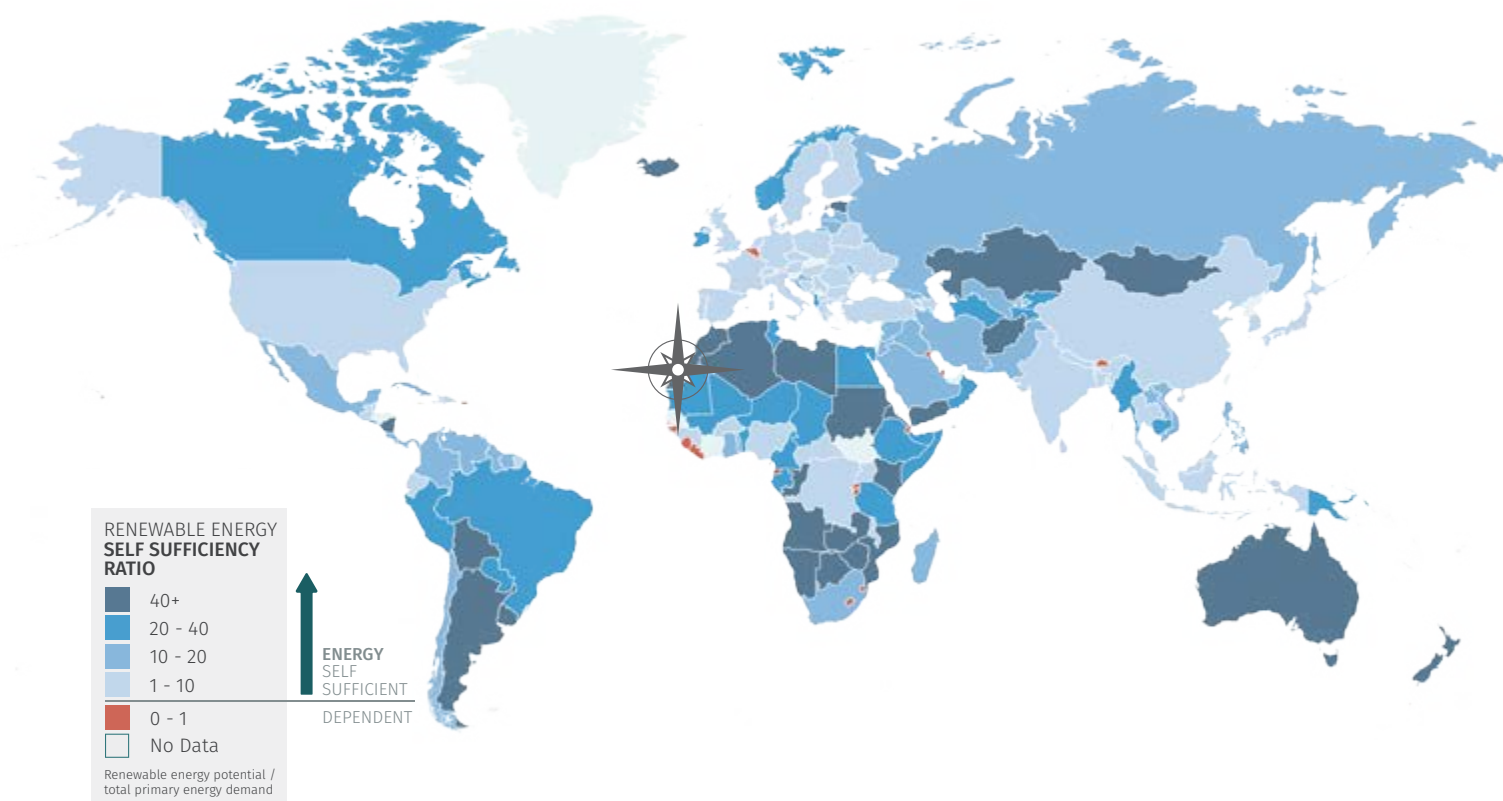 RENEWABLE ENERGY
SELF SUFFICIENCY
RATIO
40+
20 - 40
10 - 20
1 - 10
0 - 1
No Data
Renewable energy potential /
total primary energy demand
ENERGY
SELF
SUFFICIENT
DEPENDENT